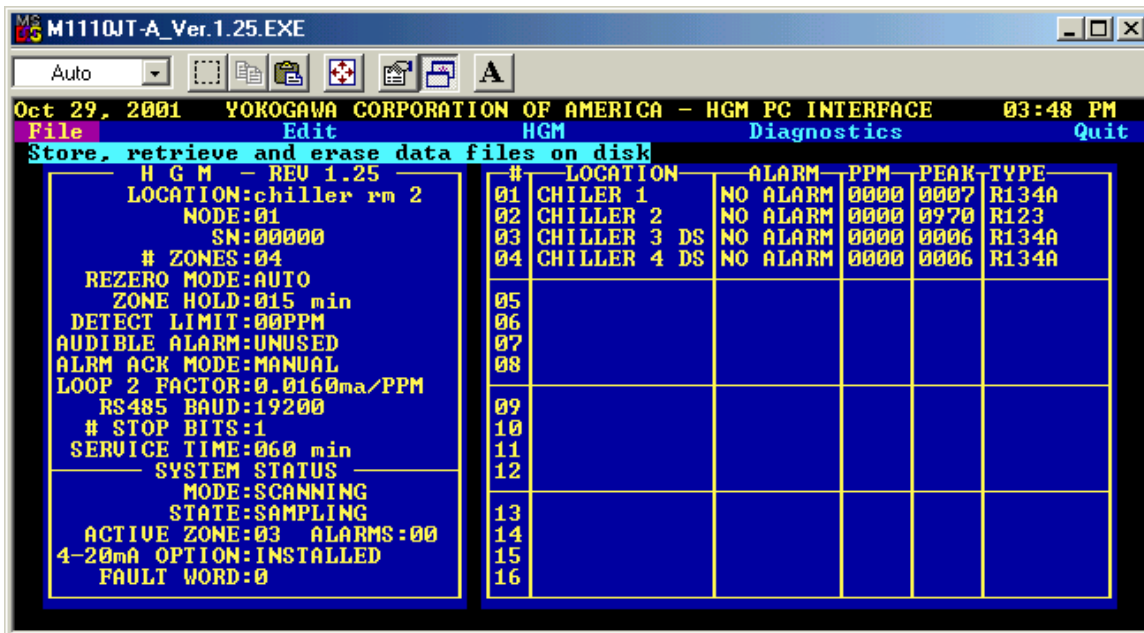 M1110JT-A_Ver.1.25.EXE
Auto
A
Oct 29, 2001 YOKOGAWA CORPORATION OF AMERICA - HGM PC INTERFACE 03:48 PM
File Edit HGM Diagnostics Quit
Store, retrieve and erase data files on disk
H G M - REV 1.25
LOCATION:chiller rm 2
NODE:01
SN:00000
# ZONES:04
REZERO MODE:AUTO
ZONE HOLD:015 min
DETECT LIMIT:00PPM
AUDIBLE ALARM:UNUSED
ALRM ACK MODE:MANUAL
LOOP 2 FACTOR:0.0160ma/PPM
RS485 BAUD:19200
# STOP BITS:1
SERVICE TIME:060 min
SYSTEM STATUS
MODE:SCANNING
STATE:SAMPLING
ACTIVE ZONE:03 ALARMS:00
4-20mA OPTION:INSTALLED
FAULT WORD:0
# LOCATION ALARM PPM PEAK TYPE
01 CHILER 1 NO ALARM 0000 0007 R134A
02 CHILLER 2 NO ALARM 0000 0970 R123
03 CHILLER 3 DS NO ALARM 0000 0006 R134A
04 CHILLER 4 DS NO ALARM 0000 0006 R134A
05
06
07
08
09
10
11
12
13
14
15
16